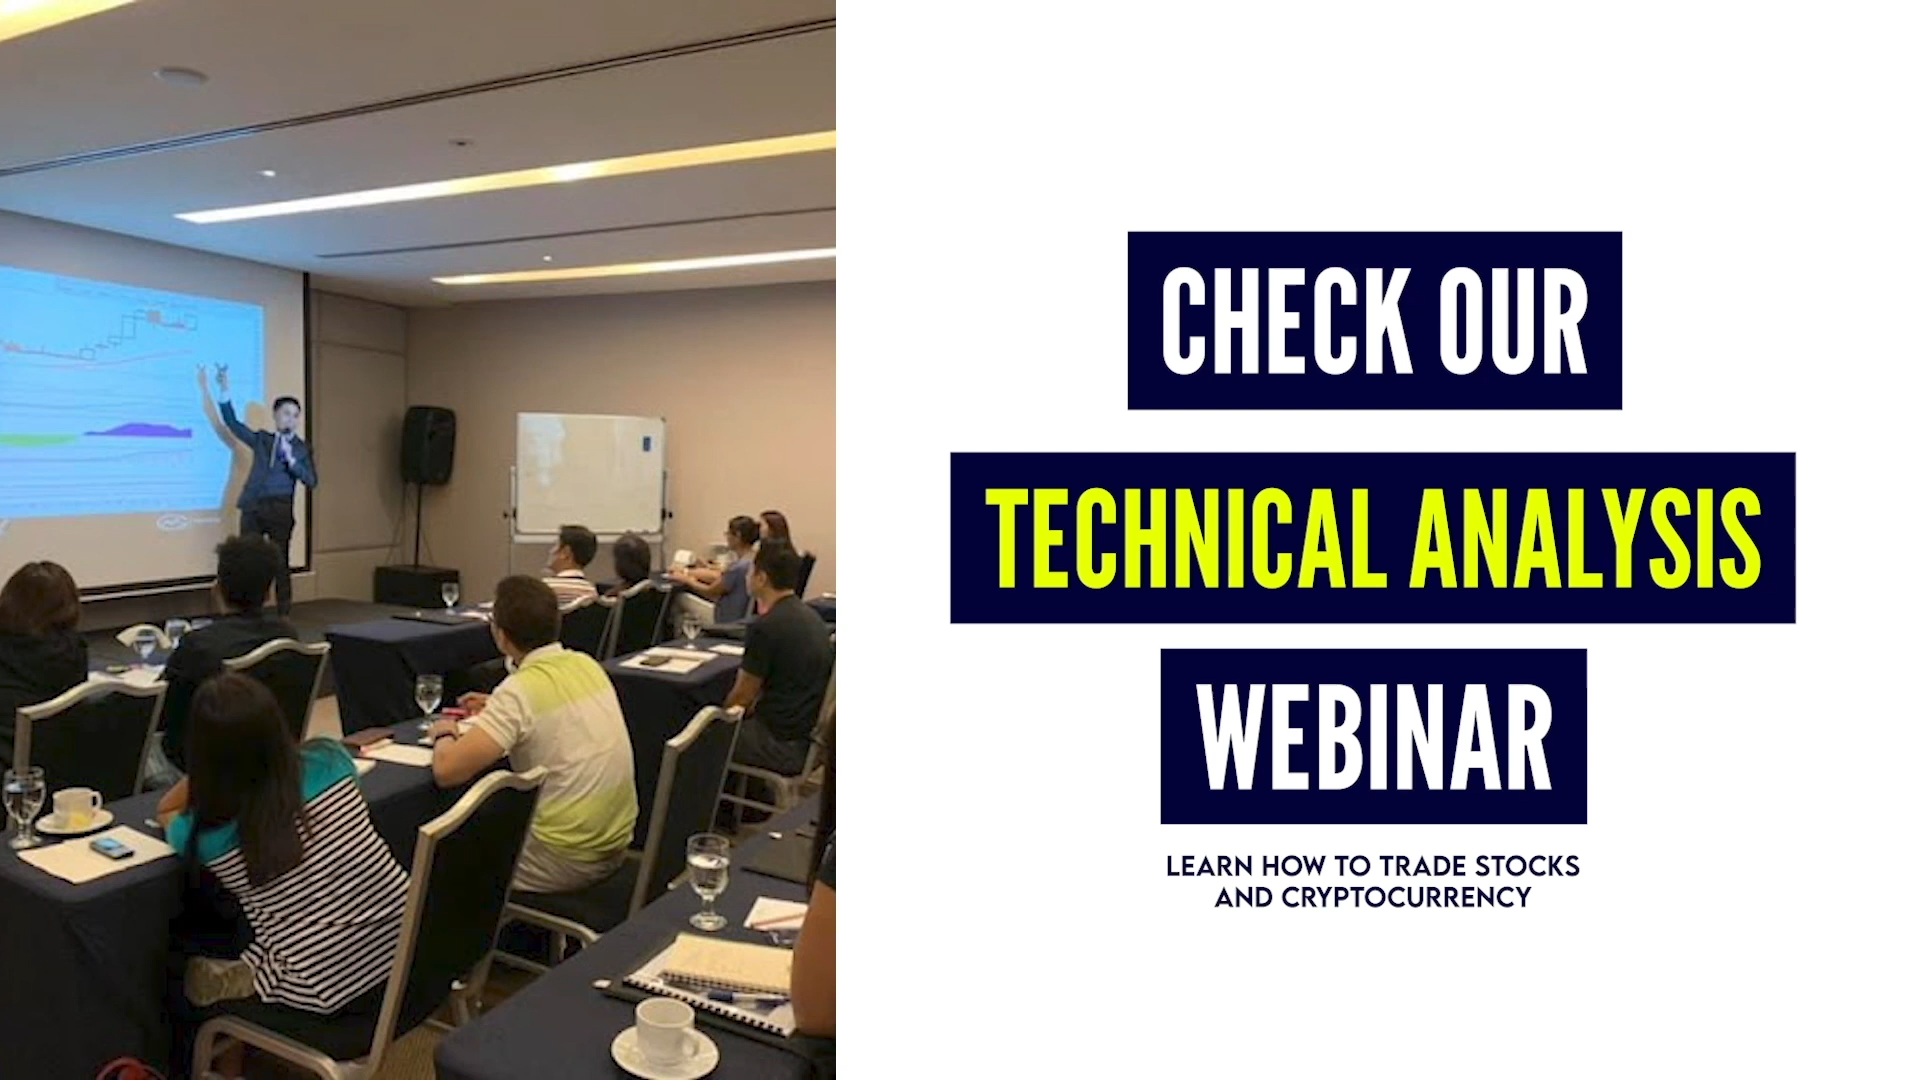 CHECK OUR
TECHNICAL ANALYSIS
WEBINAR
LEARN HOW TO TRADE STOCKS
AND CRYPTOCURRENCY